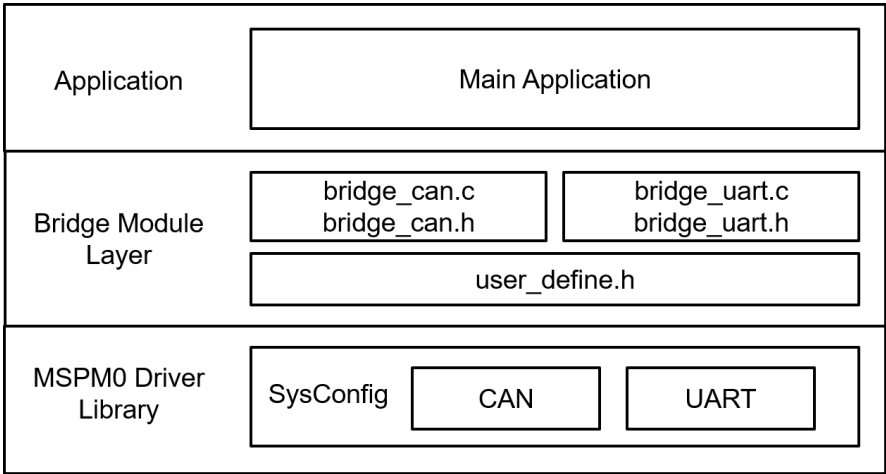 Application
Main Application
Bridge Module
Layer
bridge_can.c
bridge_can.h
bridge_uart.c
bridge_uart.h
user_define.h
MSPM0 Driver
Library
SysConfig
CAN
UART